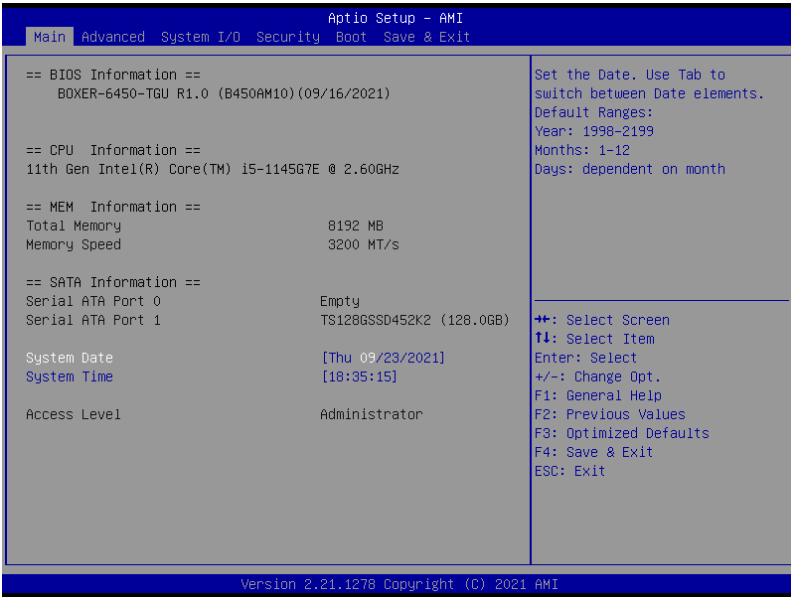 Aptio Setup – AMI
Main Advanced System I/O Security Boot Save & Exit
== BIOS Information ==
BOXER-6450-TGU R1.0 (B450AM10)(09/16/2021)
== CPU Information ==
11th Gen Intel(R) Core(TM) i5-1145G7E @ 2.60GHz
== MEM Information ==
Total Memory 8192 MB
Memory Speed 3200 MT/s
== SATA Information ==
Serial ATA Port 0 Empty
Serial ATA Port 1 TS128GSSD452K2 (128.0GB)
System Date [Thu 09/23/2021]
System Time [18:35:15]
Access Level Administrator
Set the Date. Use Tab to
switch between Date elements.
Default Ranges:
Year: 1998-2199
Months: 1-12
Days: dependent on month
→←: Select Screen
↑↓: Select Item
Enter: Select
+/-: Change Opt.
F1: General Help
F2: Previous Values
F3: Optimized Defaults
F4: Save & Exit
ESC: Exit
Version 2.21.1278 Copyright (C) 2021 AMI